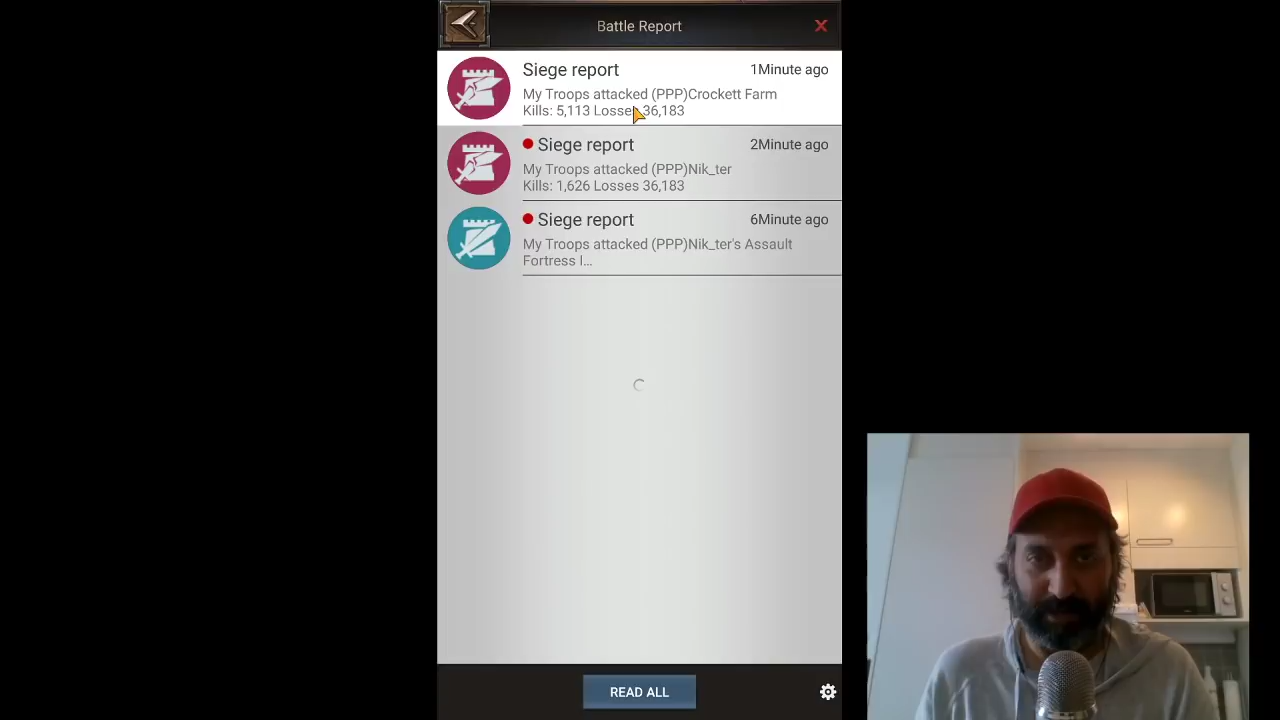 Battle Report
X
Siege report 1Minute ago
My Troops attacked (PPP)Crockett Farm
Kills: 5,113 Losses 36,183
Siege report 2Minute ago
My Troops attacked (PPP)Nik_ter
Kills: 1,626 Losses 36,183
Siege report 6Minute ago
My Troops attacked (PPP)Nik_ter's Assault
Fortress l...
READ ALL